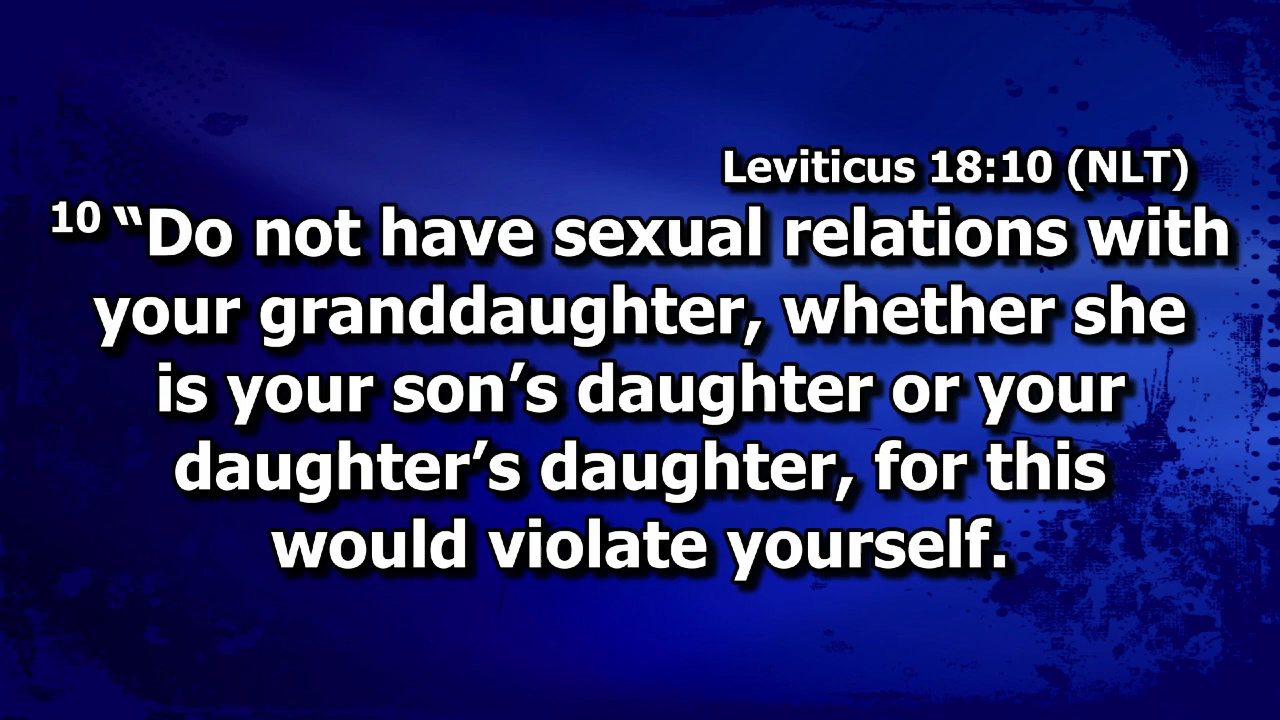 Leviticus 18:10 (NLT)
10 “Do not have sexual relations with
your granddaughter, whether she
is your son’s daughter or your
daughter’s daughter, for this
would violate yourself.